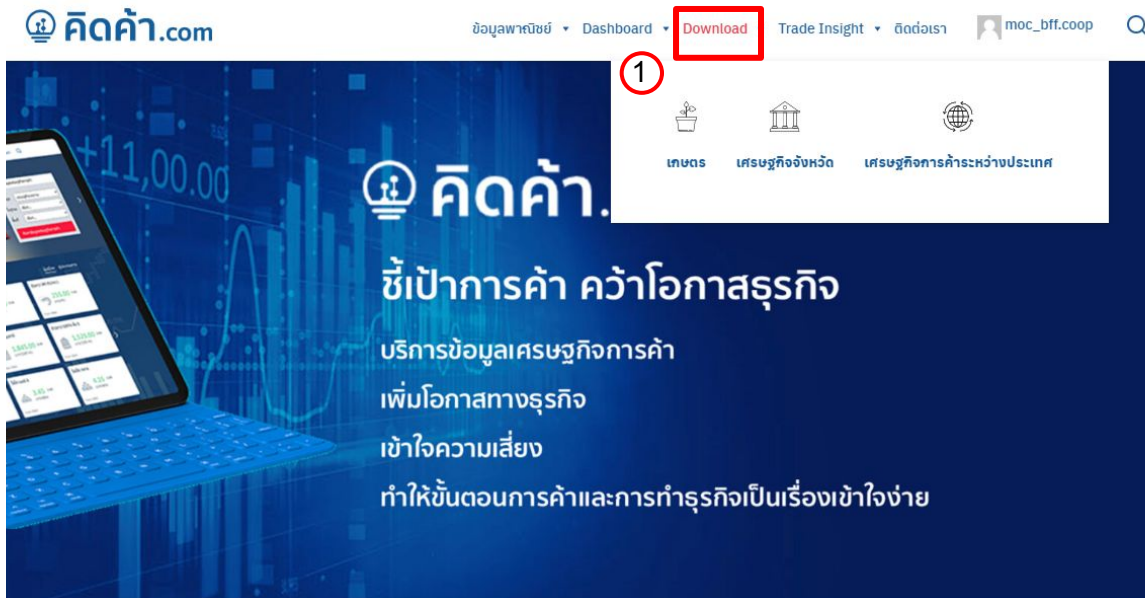 คิดค้า.com
ข้อมูลพาณิชย์ Dashboard Download Trade Insight ติดต่อเรา moc_bff.coop
1
เกษตร เศรษฐกิจจังหวัด เศรษฐกิจการค้าระหว่างประเทศ
+11,00.00
คิดค้า.
ชี้เป้าการค้า คว้าโอกาสธุรกิจ
บริการข้อมูลเศรษฐกิจการค้า
เพิ่มโอกาสทางธุรกิจ
เข้าใจความเสี่ยง
ทำให้ขั้นตอนการค้าและการทำธุรกิจเป็นเรื่องเข้าใจง่าย